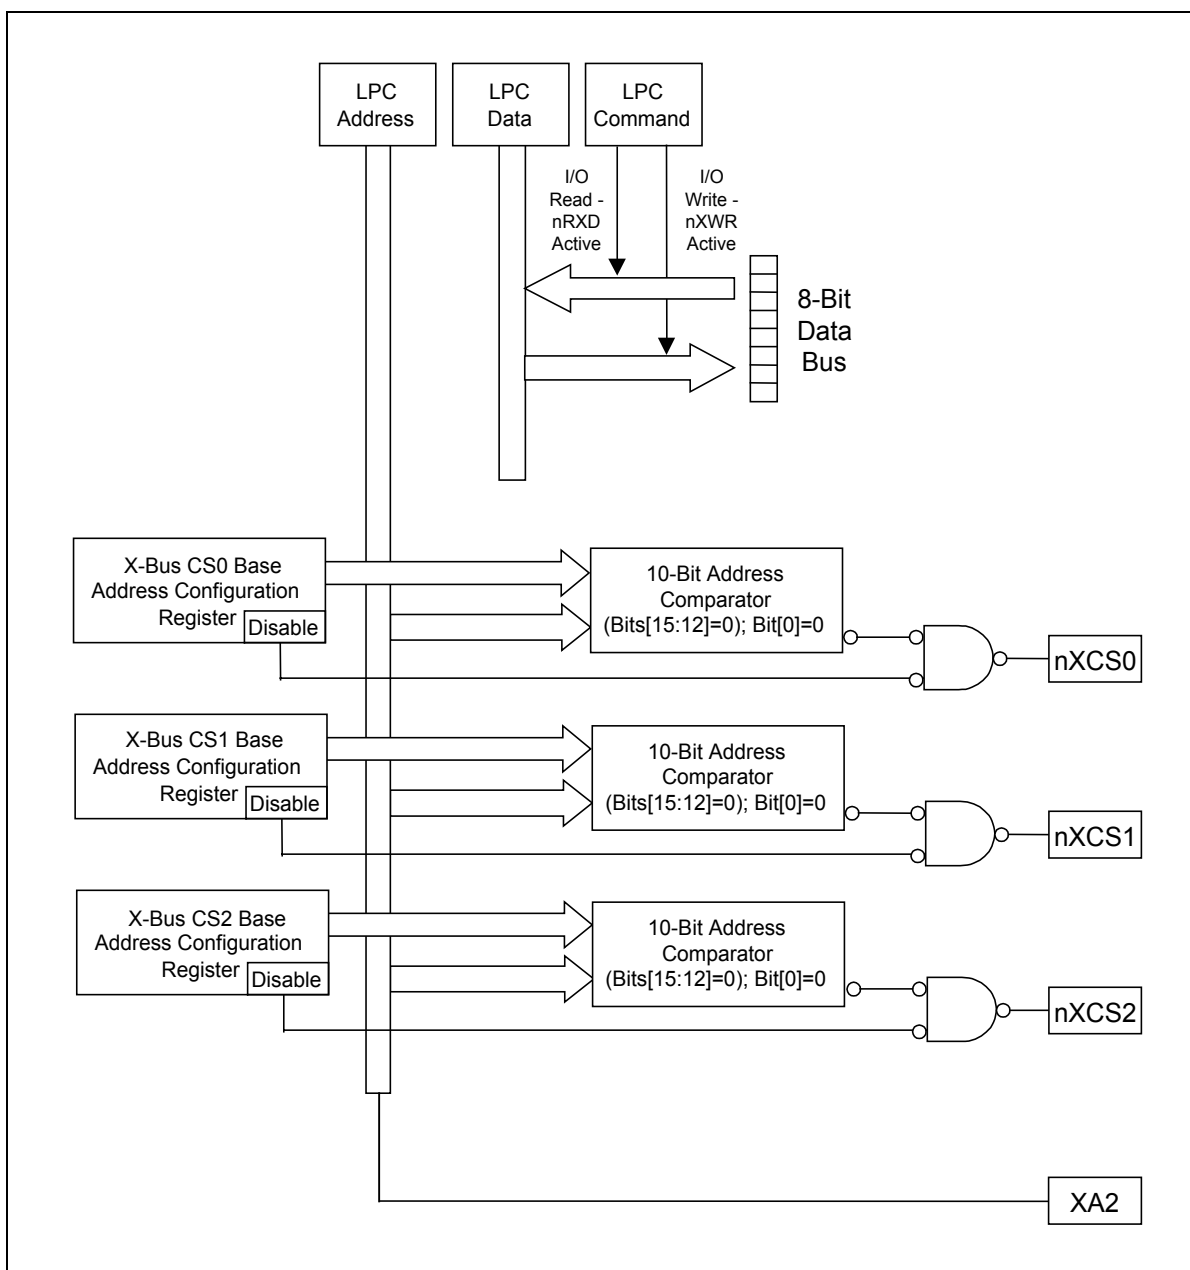 LPC
Address
LPC
Data
LPC
Command
I/O
Read -
nRXD
Active
I/O
Write -
nXWR
Active
8-Bit
Data
Bus
X-Bus CS0 Base
Address Configuration
Register
Disable
10-Bit Address
Comparator
(Bits[15:12]=0); Bit[0]=0
nXCS0
X-Bus CS1 Base
Address Configuration
Register
Disable
10-Bit Address
Comparator
(Bits[15:12]=0); Bit[0]=0
nXCS1
X-Bus CS2 Base
Address Configuration
Register
Disable
10-Bit Address
Comparator
(Bits[15:12]=0); Bit[0]=0
nXCS2
XA2